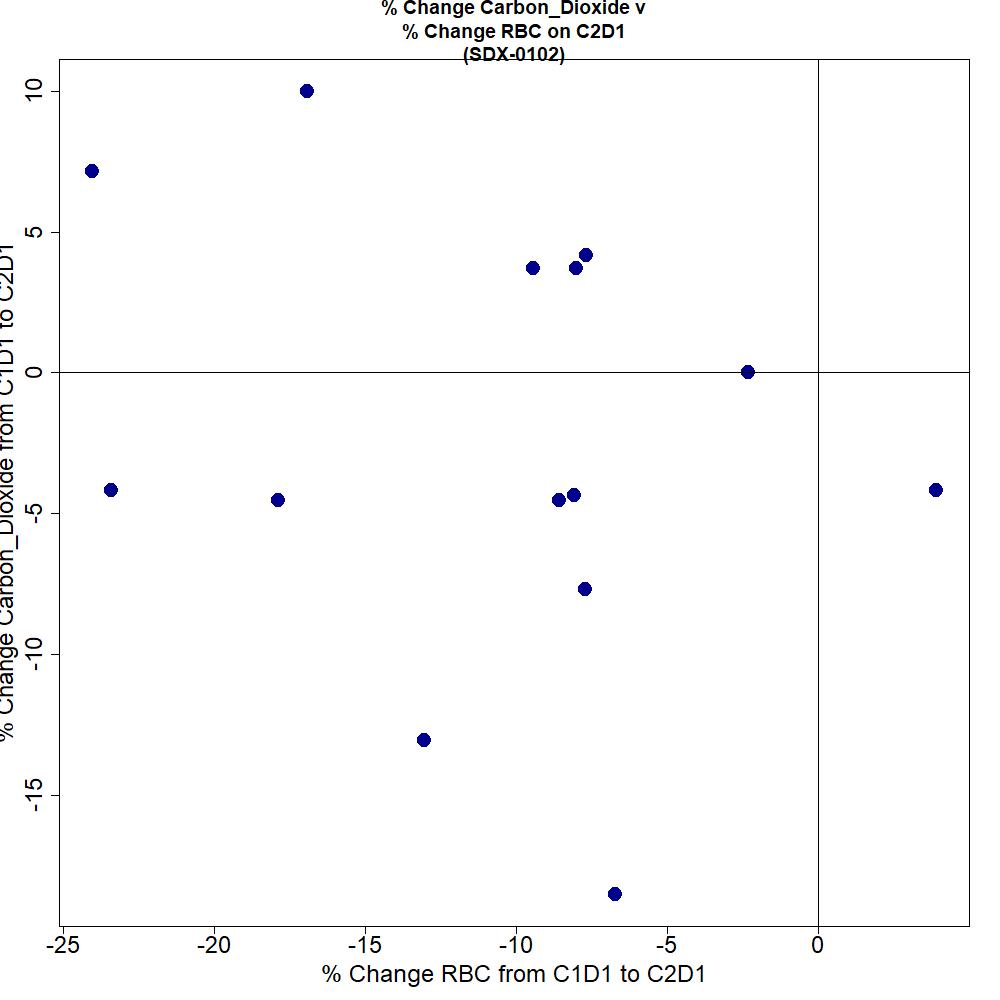 % Change Carbon_Dioxide v
% Change RBC on C2D1
(SDX-0102)
10
5
0
-5
-10
-15
% Change Carbon_Dioxide from C1D1 to C2D1
-25
-20
-15
-10
-5
0
% Change RBC from C1D1 to C2D1